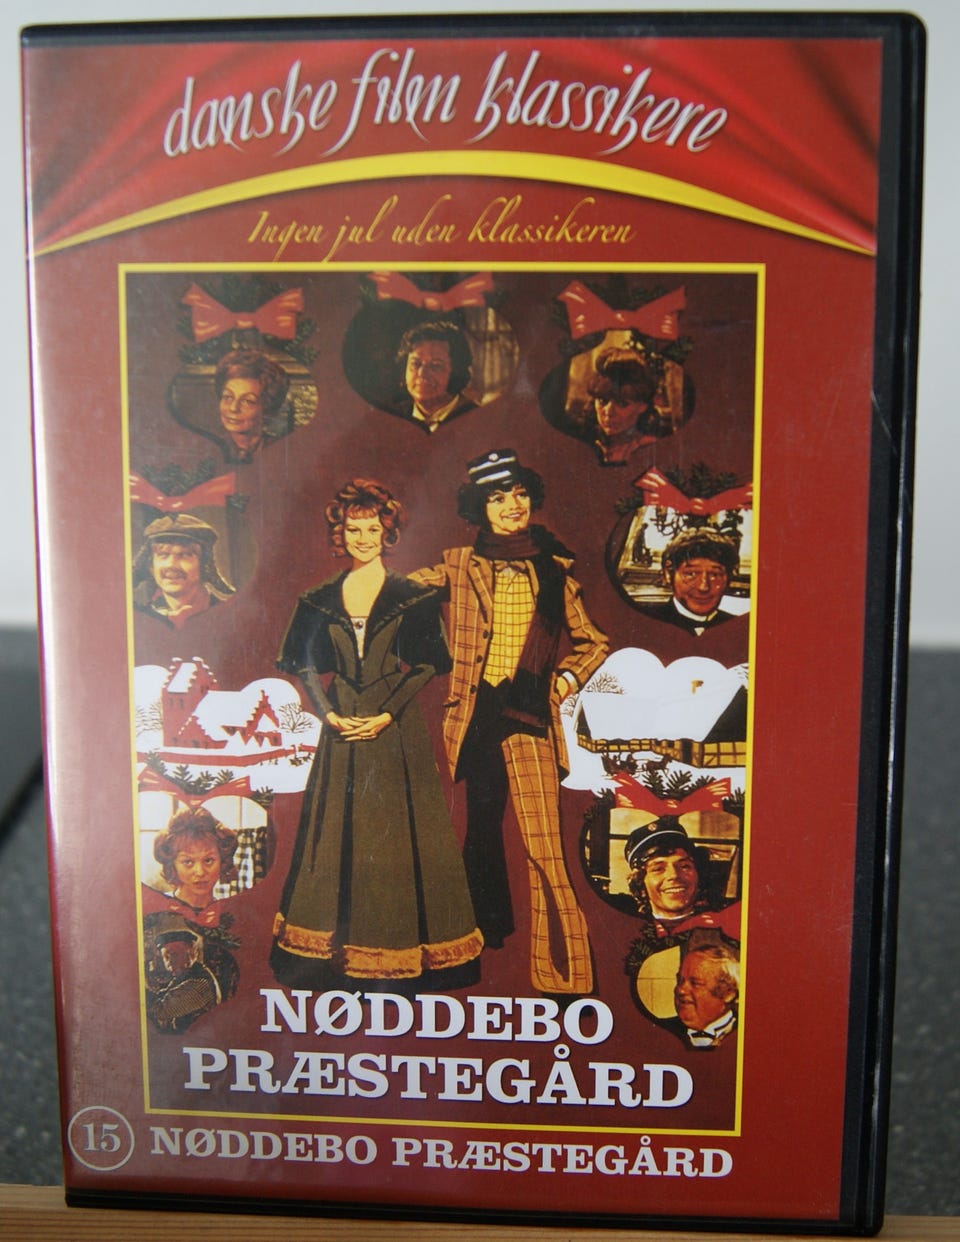 danske film klassikere
Ingen jul uden klassikeren
NØDDEBO
PRÆSTEGÅRD
15 NØDDEBO PRÆSTEGÅRD